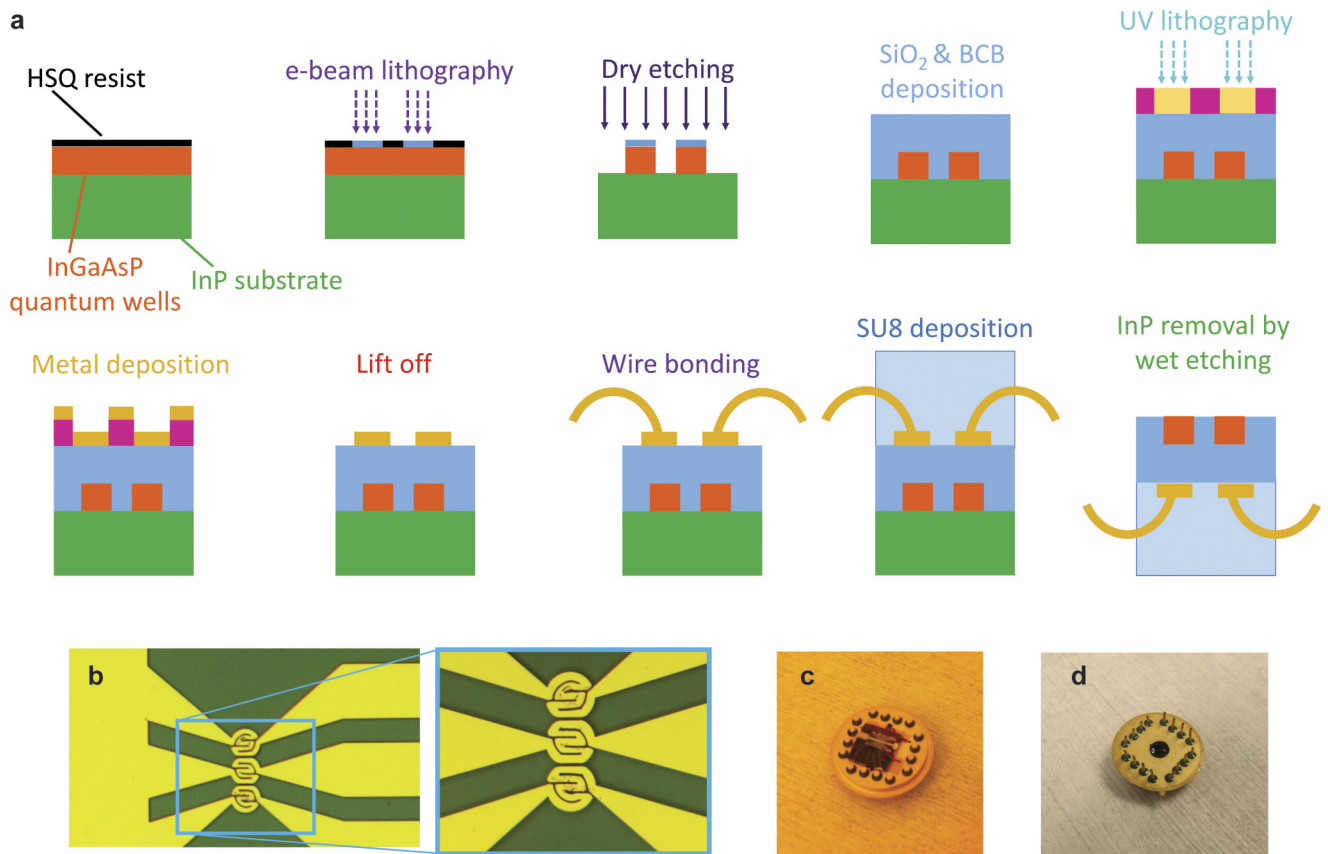 a
HSQ resist
e-beam lithography
Dry etching
SiO₂ & BCB
deposition
UV lithography
InGaAsP
quantum wells
InP substrate
Metal deposition
Lift off
Wire bonding
SU8 deposition
InP removal by
wet etching
b
c
d